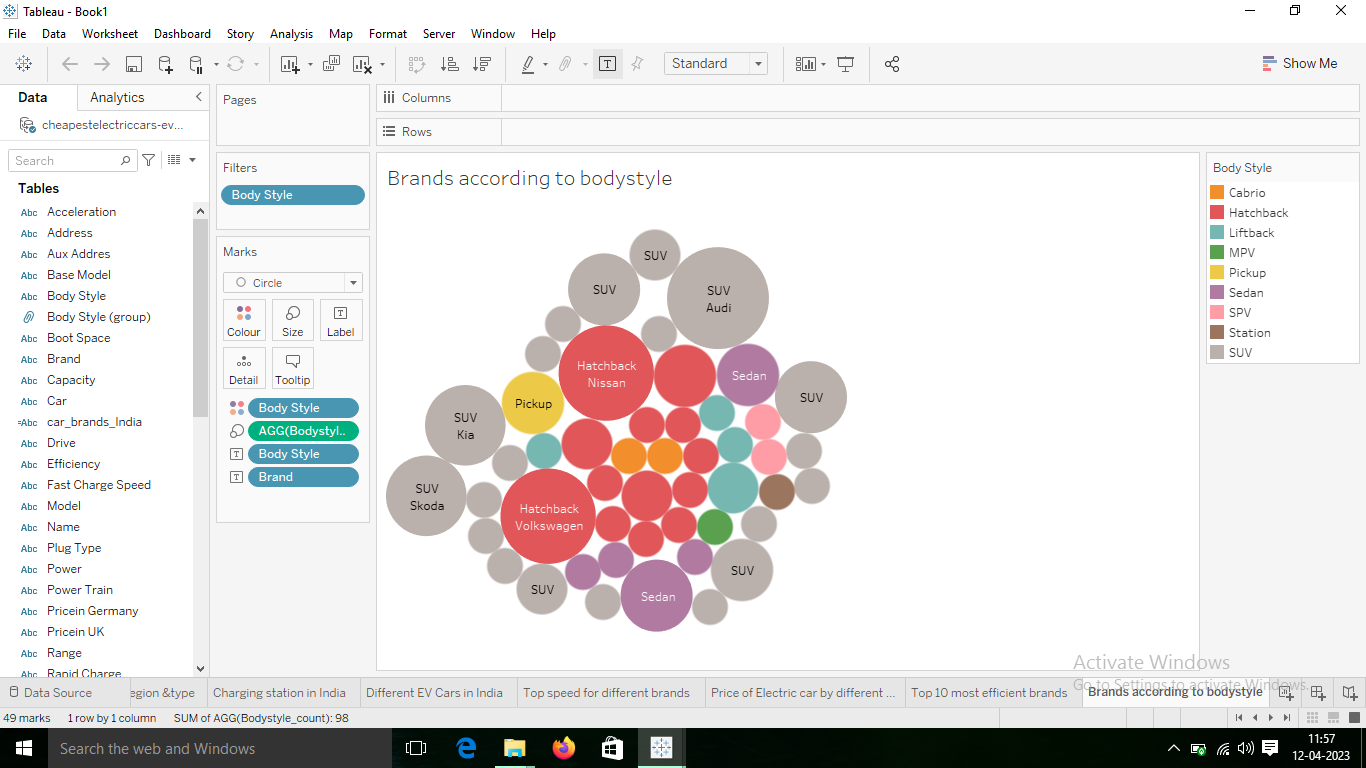 Tableau - Book1
File Data Worksheet Dashboard Story Analysis Map Format Server Window Help
Standard
Show Me
Data Analytics
cheapestelectriccars-ev...
Search
Tables
Abc Acceleration
Abc Address
Abc Aux Addres
Abc Base Model
Abc Body Style
Body Style (group)
Abc Boot Space
Abc Brand
Abc Capacity
Abc Car
=Abc car_brands_India
Abc Drive
Abc Efficiency
Abc Fast Charge Speed
Abc Model
Abc Name
Abc Plug Type
Abc Power
Abc Power Train
Abc Pricein Germany
Abc Pricein UK
Abc Range
Abc Rapid Charge
Pages
Filters
Body Style
Marks
Circle
Colour Size Label
Detail Tooltip
Body Style
AGG(Bodystyl..
Body Style
Brand
Columns
Rows
Brands according to bodystyle
SUV
SUV
SUV
Audi
Hatchback
Nissan
Sedan
SUV
Pickup
SUV
Kia
SUV
Skoda
Hatchback
Volkswagen
SUV
SUV
Sedan
Body Style
Cabrio
Hatchback
Liftback
MPV
Pickup
Sedan
SPV
Station
SUV
Activate Windows
Go to Settings to activate Windows.
Data Source egion &type Charging station in India Different EV Cars in India Top speed for different brands Price of Electric car by different ... Top 10 most efficient brands Brands according to bodystyle
49 marks 1 row by 1 column SUM of AGG(Bodystyle_count): 98
Search the web and Windows
11:57
12-04-2023